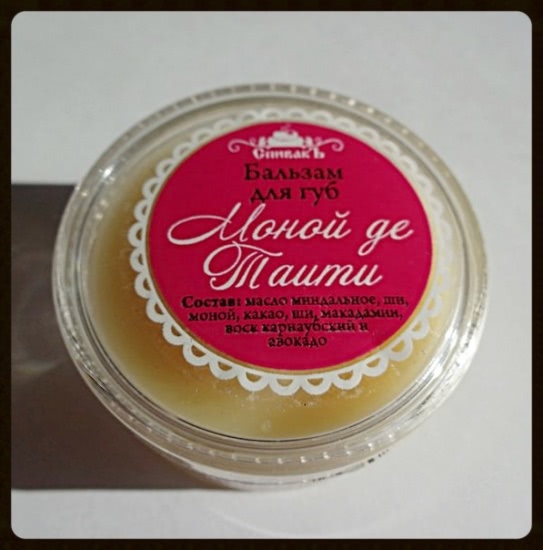 СпивакЪ
Бальзам
для губ
Моной де
Таити
Состав: масло миндальное, ши,
моной, какао, ши, макадамии,
воск карнаубский и
авокадо